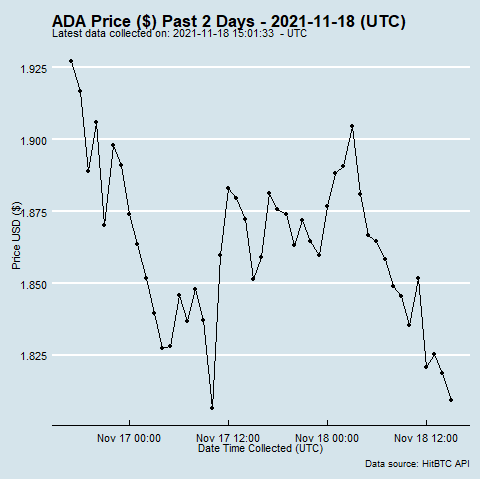 ADA Price ($) Past 2 Days - 2021-11-18 (UTC)
Latest data collected on: 2021-11-18 15:01:33 - UTC
1.925
1.900
1.875
1.850
1.825
Price USD ($)
Nov 17 00:00 Nov 17 12:00 Nov 18 00:00 Nov 18 12:00
Date Time Collected (UTC)
Data source: HitBTC API